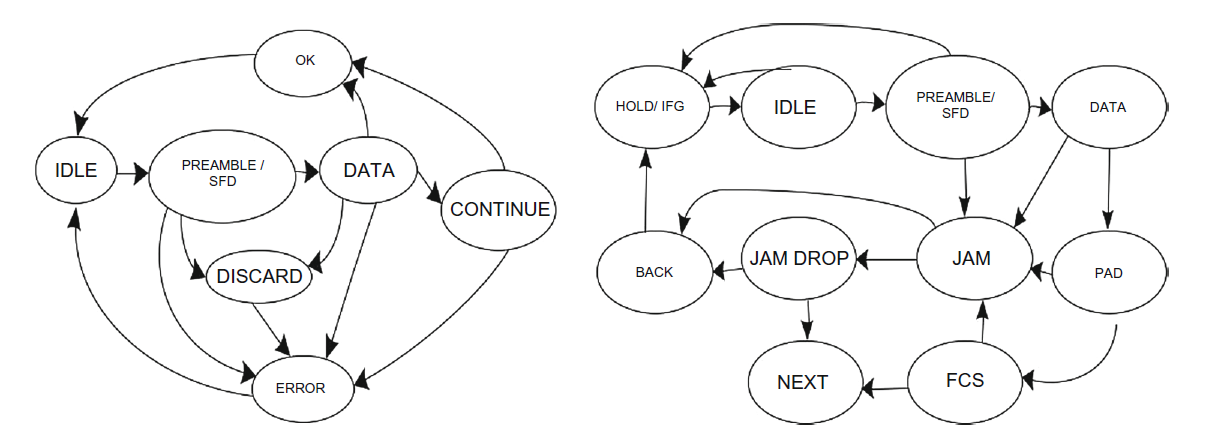 OK
IDLE
PREAMBLE /
SFD
DATA
CONTINUE
DISCARD
ERROR
HOLD/ IFG
IDLE
PREAMBLE/
SFD
DATA
BACK
JAM DROP
JAM
PAD
NEXT
FCS